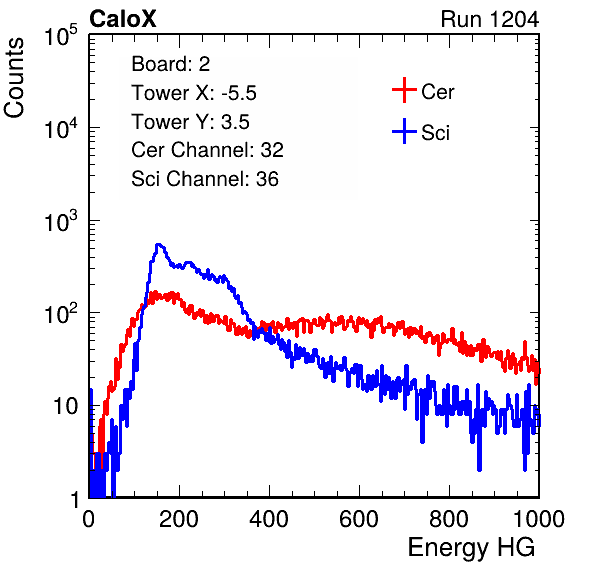 CaloX Run 1204
Counts
10^5
10^4
10^3
10^2
10
1
Board: 2
Tower X: -5.5
Tower Y: 3.5
Cer Channel: 32
Sci Channel: 36
Cer
Sci
0 200 400 600 800 1000
Energy HG